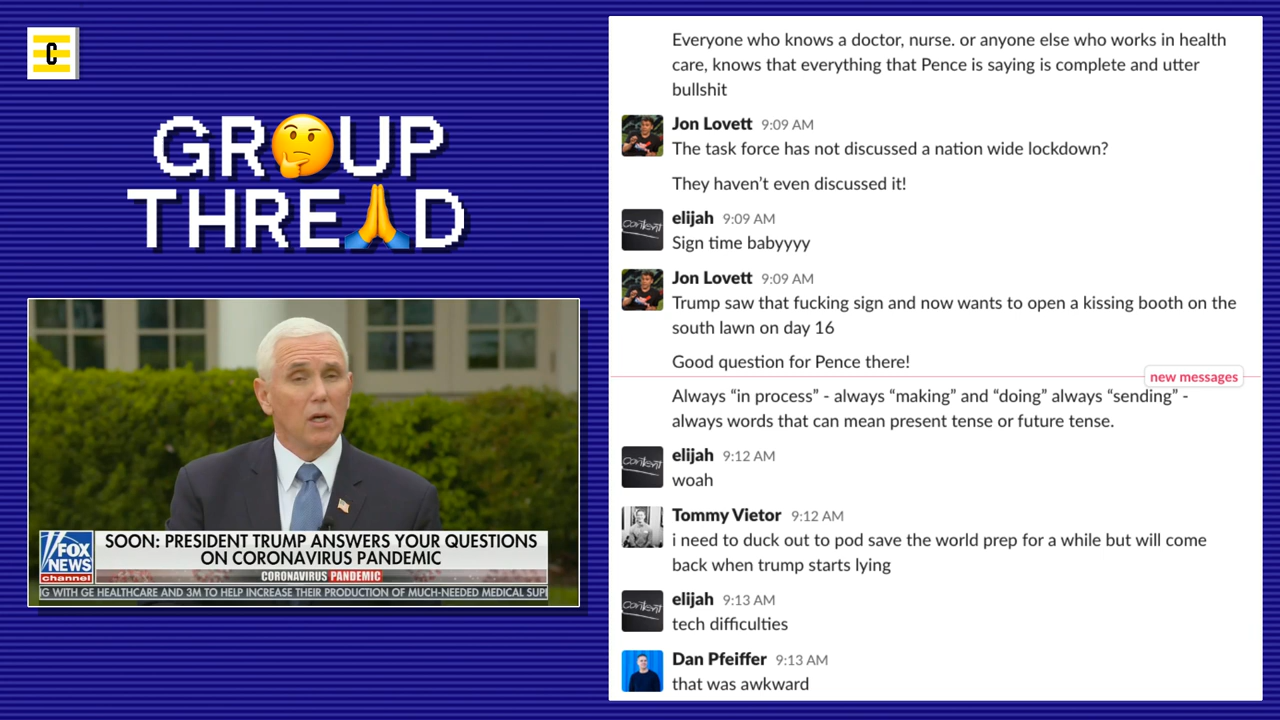 C
GR🤔UP
THRE🙏D
SOON: PRESIDENT TRUMP ANSWERS YOUR QUESTIONS
ON CORONAVIRUS PANDEMIC
FOX
NEWS
channel
CORONAVIRUS PANDEMIC
G WITH GE HEALTHCARE AND 3M TO HELP INCREASE THEIR PRODUCTION OF MUCH-NEEDED MEDICAL SUPI
Everyone who knows a doctor, nurse. or anyone else who works in health
care, knows that everything that Pence is saying is complete and utter
bullshit
Jon Lovett 9:09 AM
The task force has not discussed a nation wide lockdown?
They haven’t even discussed it!
content
elijah 9:09 AM
Sign time babyyyy
Jon Lovett 9:09 AM
Trump saw that fucking sign and now wants to open a kissing booth on the
south lawn on day 16
Good question for Pence there!
new messages
Always “in process” - always “making” and “doing” always “sending” -
always words that can mean present tense or future tense.
content
elijah 9:12 AM
woah
Tommy Vietor 9:12 AM
i need to duck out to pod save the world prep for a while but will come
back when trump starts lying
content
elijah 9:13 AM
tech difficulties
Dan Pfeiffer 9:13 AM
that was awkward